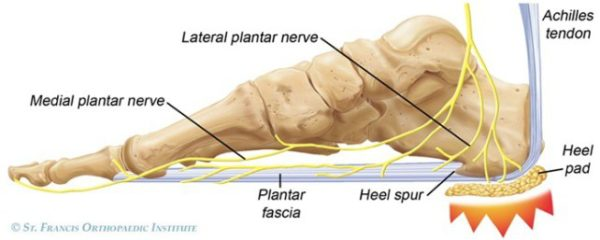 Achilles
tendon
Lateral plantar nerve
Medial plantar nerve
Heel
pad
Plantar
fascia
Heel spur
© ST. FRANCIS ORTHOPAEDIC INSTITUTE